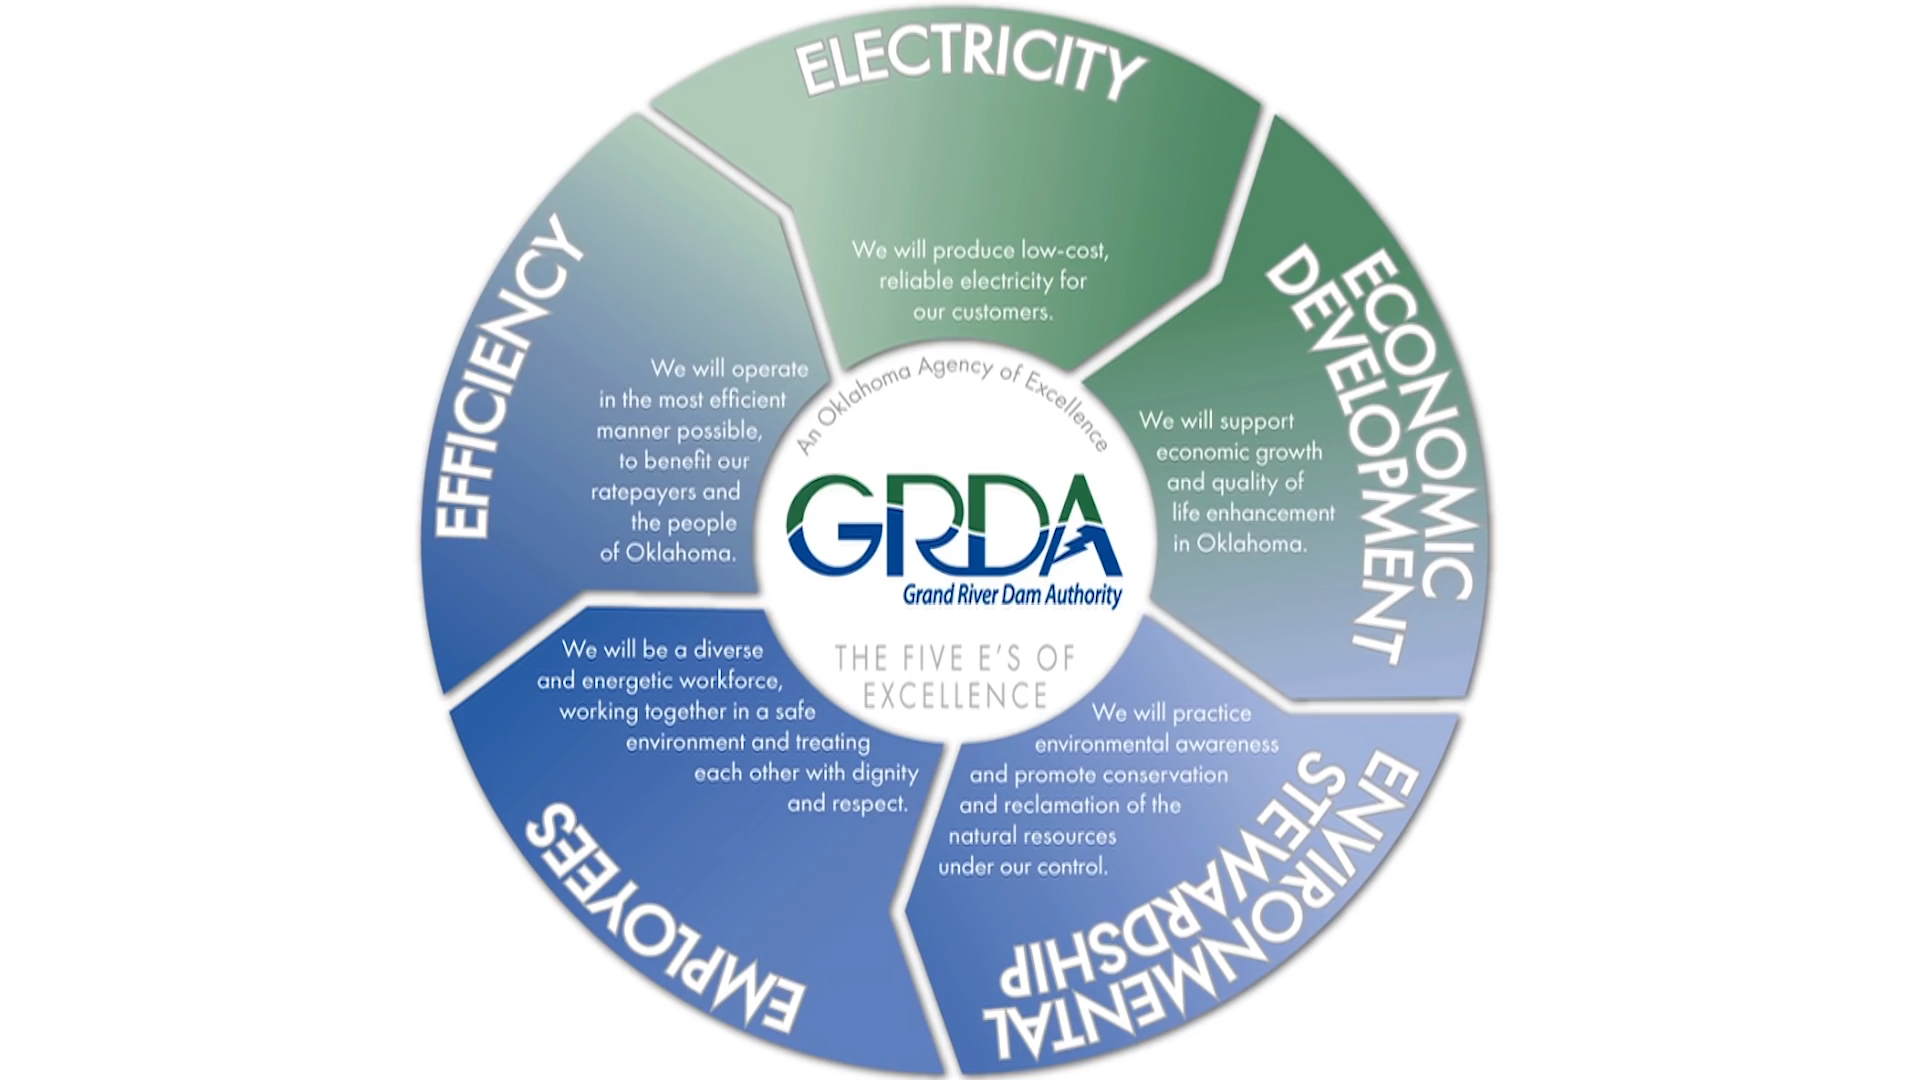 ELECTRICITY
We will produce low-cost,
reliable electricity for
our customers.
ECONOMIC
DEVELOPMENT
We will support
economic growth
and quality of
life enhancement
in Oklahoma.
ENVIRONMENTAL
STEWARDSHIP
We will practice
environmental awareness
and promote conservation
and reclamation of the
natural resources
under our control.
EMPLOYEES
We will be a diverse
and energetic workforce,
working together in a safe
environment and treating
each other with dignity
and respect.
EFFICIENCY
We will operate
in the most efficient
manner possible,
to benefit our
ratepayers and
the people
of Oklahoma.
An Oklahoma Agency of Excellence
GRDA
Grand River Dam Authority
THE FIVE E'S OF
EXCELLENCE